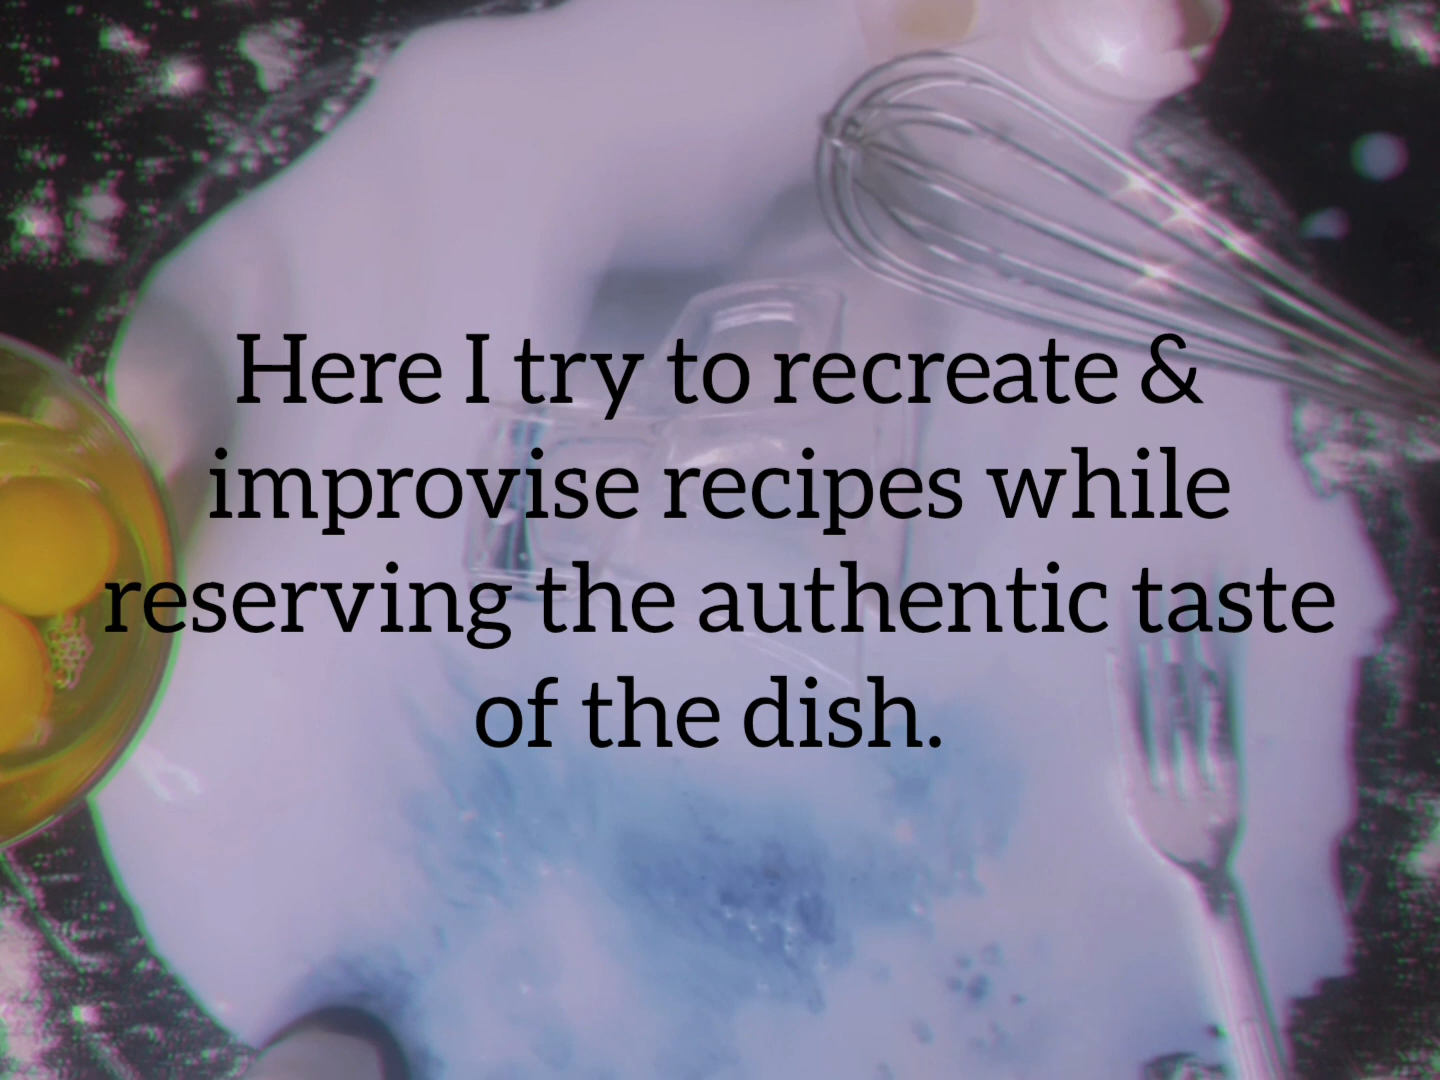 Here I try to recreate &
improvise recipes while
reserving the authentic taste
of the dish.